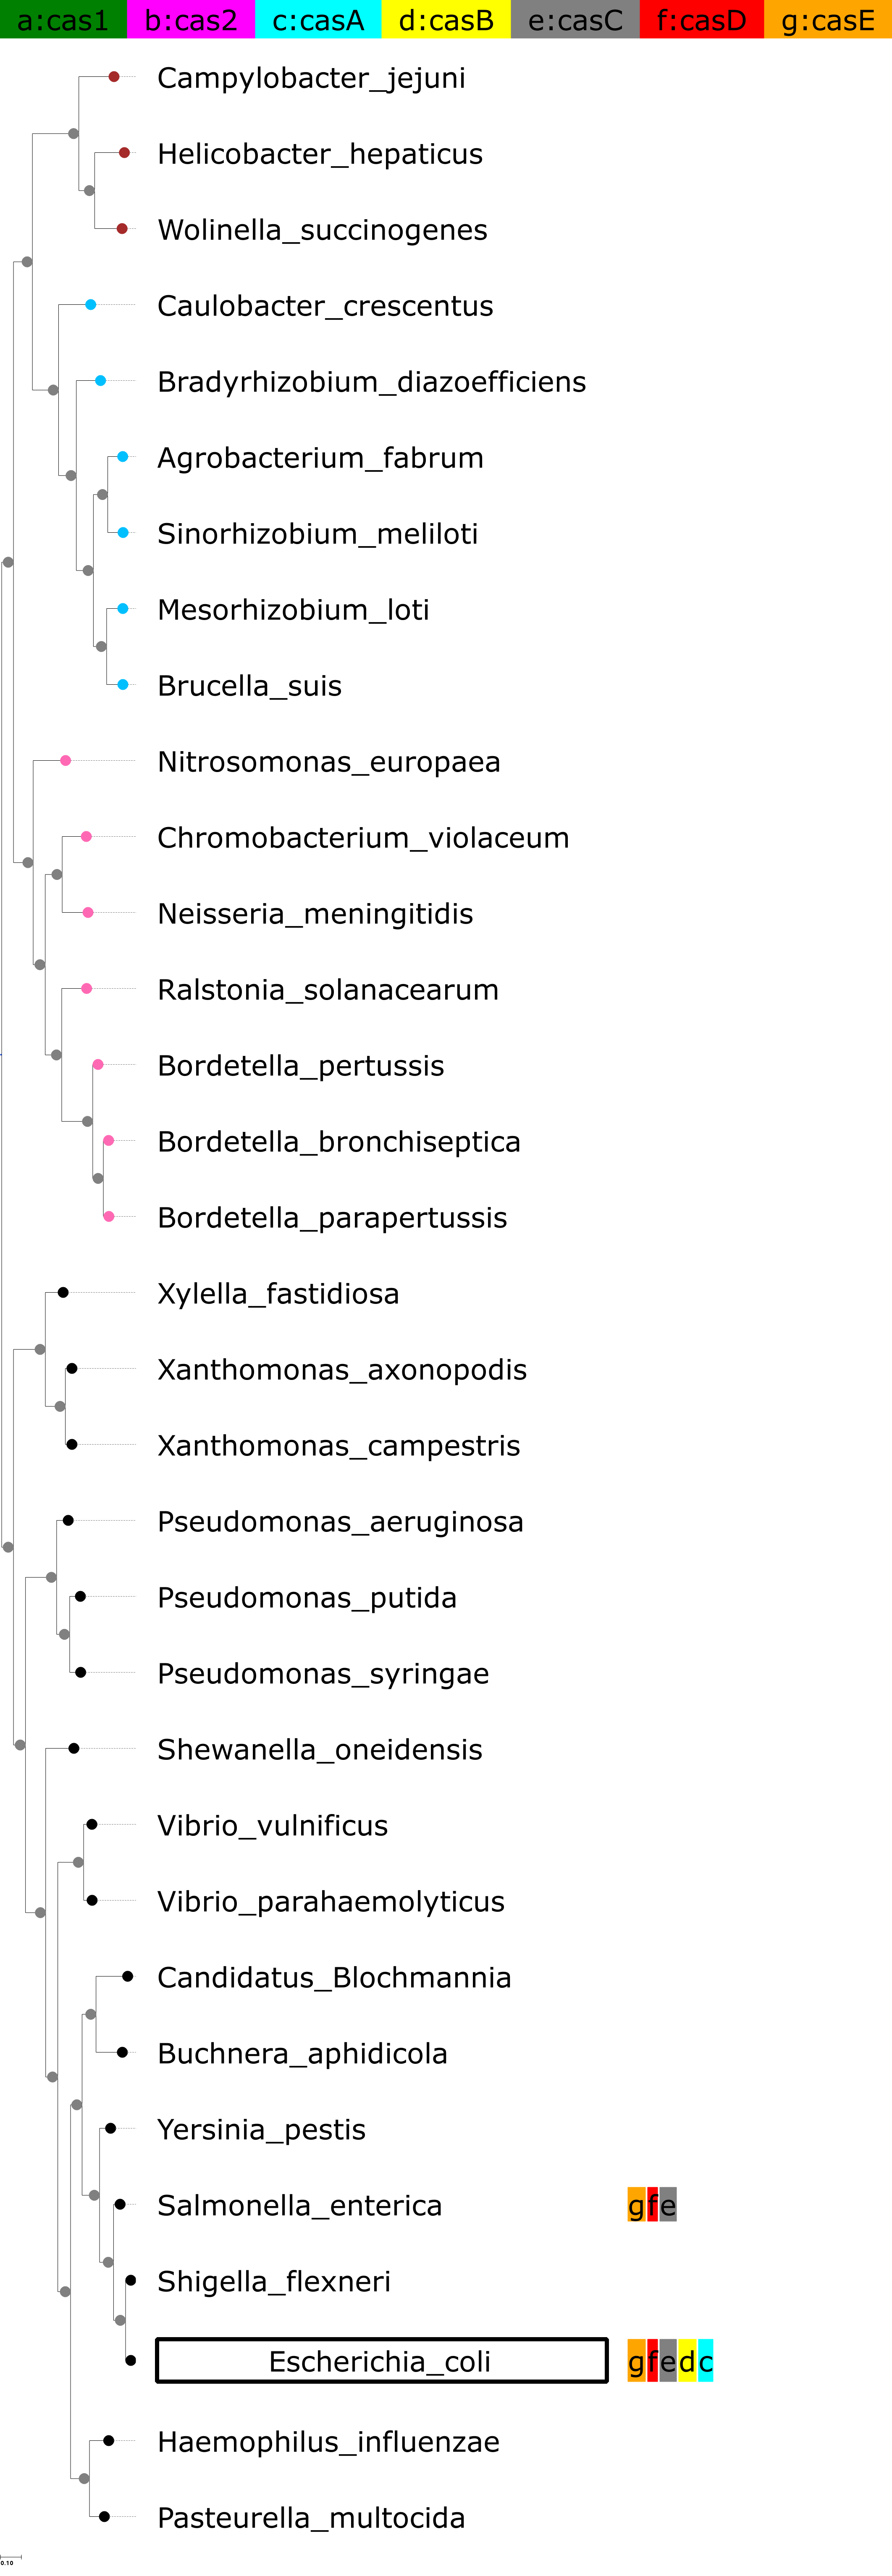 a:cas1 b:cas2 c:casA d:casB e:casC f:casD g:casE
Campylobacter_jejuni
Helicobacter_hepaticus
Wolinella_succinogenes
Caulobacter_crescentus
Bradyrhizobium_diazoefficiens
Agrobacterium_fabrum
Sinorhizobium_meliloti
Mesorhizobium_loti
Brucella_suis
Nitrosomonas_europaea
Chromobacterium_violaceum
Neisseria_meningitidis
Ralstonia_solanacearum
Bordetella_pertussis
Bordetella_bronchiseptica
Bordetella_parapertussis
Xylella_fastidiosa
Xanthomonas_axonopodis
Xanthomonas_campestris
Pseudomonas_aeruginosa
Pseudomonas_putida
Pseudomonas_syringae
Shewanella_oneidensis
Vibrio_vulnificus
Vibrio_parahaemolyticus
Candidatus_Blochmannia
Buchnera_aphidicola
Yersinia_pestis
Salmonella_enterica g f e
Shigella_flexneri
Escherichia_coli g f e d c
Haemophilus_influenzae
Pasteurella_multocida
0.10